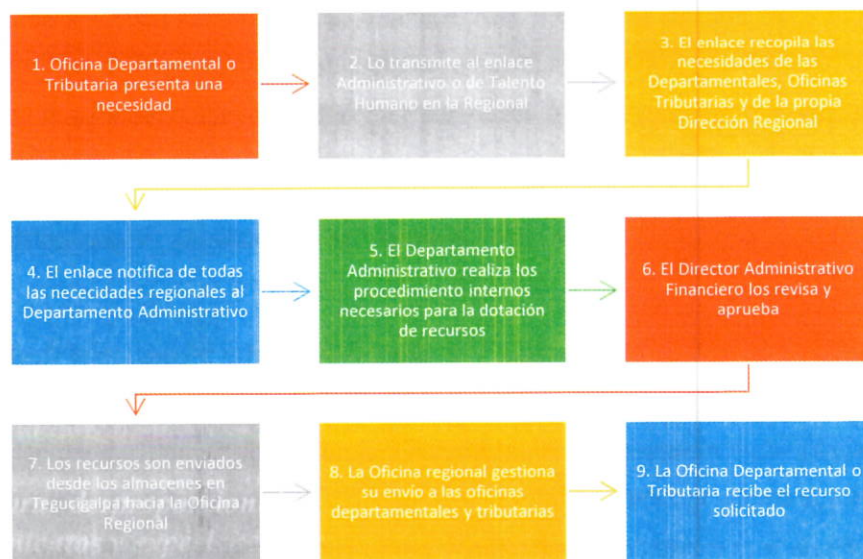 1. Oficina Departamental o
Tributaria presenta una
necesidad
2. Lo transmite al enlace
Administrativo o de Talento
Humano en la Regional
3. El enlace recopila las
necesidades de las
Departamentales, Oficinas
Tributarias y de la propia
Dirección Regional
4. El enlace notifica de todas
las nececidades regionales al
Departamento Administrativo
5. El Departamento
Administrativo realiza los
procedimiento internos
necesarios para la dotación
de recursos
6. El Director Administrativo
Financiero los revisa y
aprueba
7. Los recursos son enviados
desde los almacenes en
Tegucigalpa hacia la Oficina
Regional
8. La Oficina regional gestiona
su envío a las oficinas
departamentales y tributarias
9. La Oficina Departamental o
Tributaria recibe el recurso
solicitado